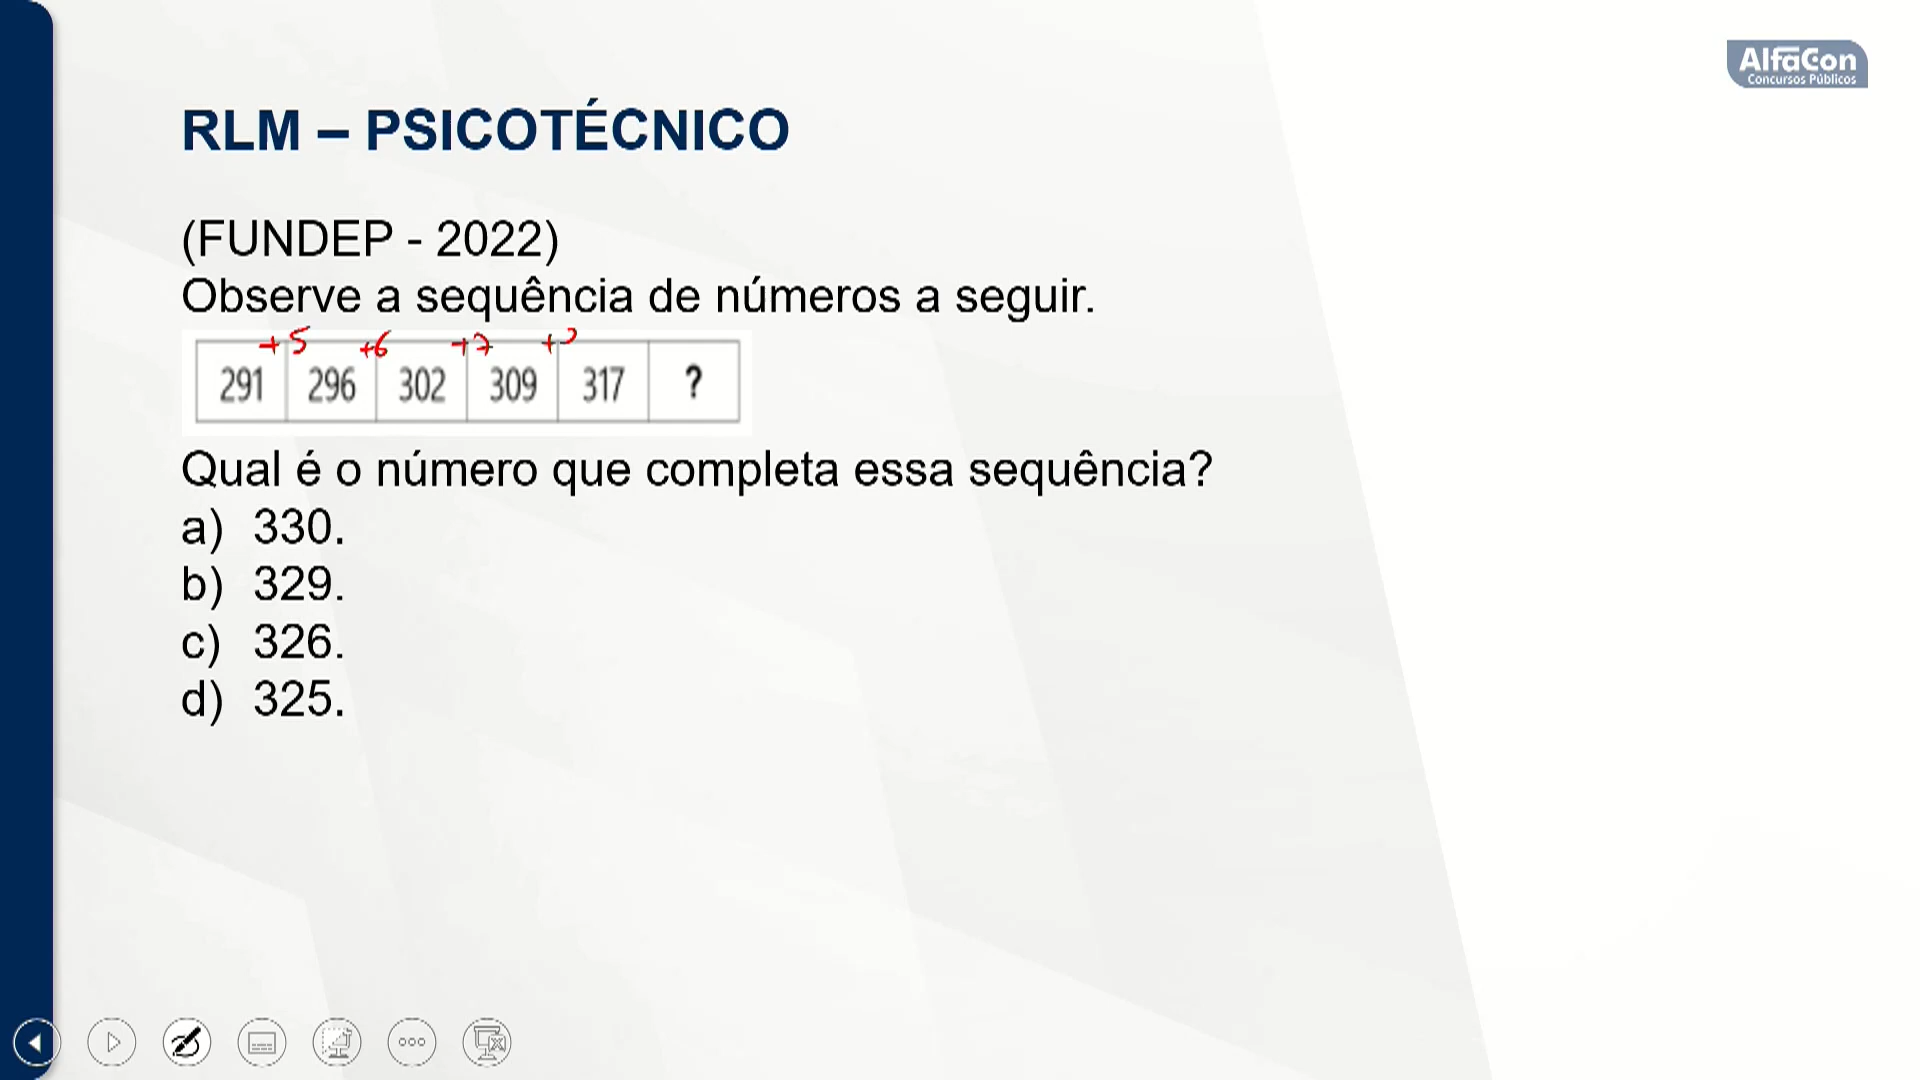 AlfaCon
Concursos Públicos
RLM – PSICOTÉCNICO
(FUNDEP - 2022)
Observe a sequência de números a seguir.
+5 +6 +7
291 296 302 309 317 ?
Qual é o número que completa essa sequência?
a) 330.
b) 329.
c) 326.
d) 325.